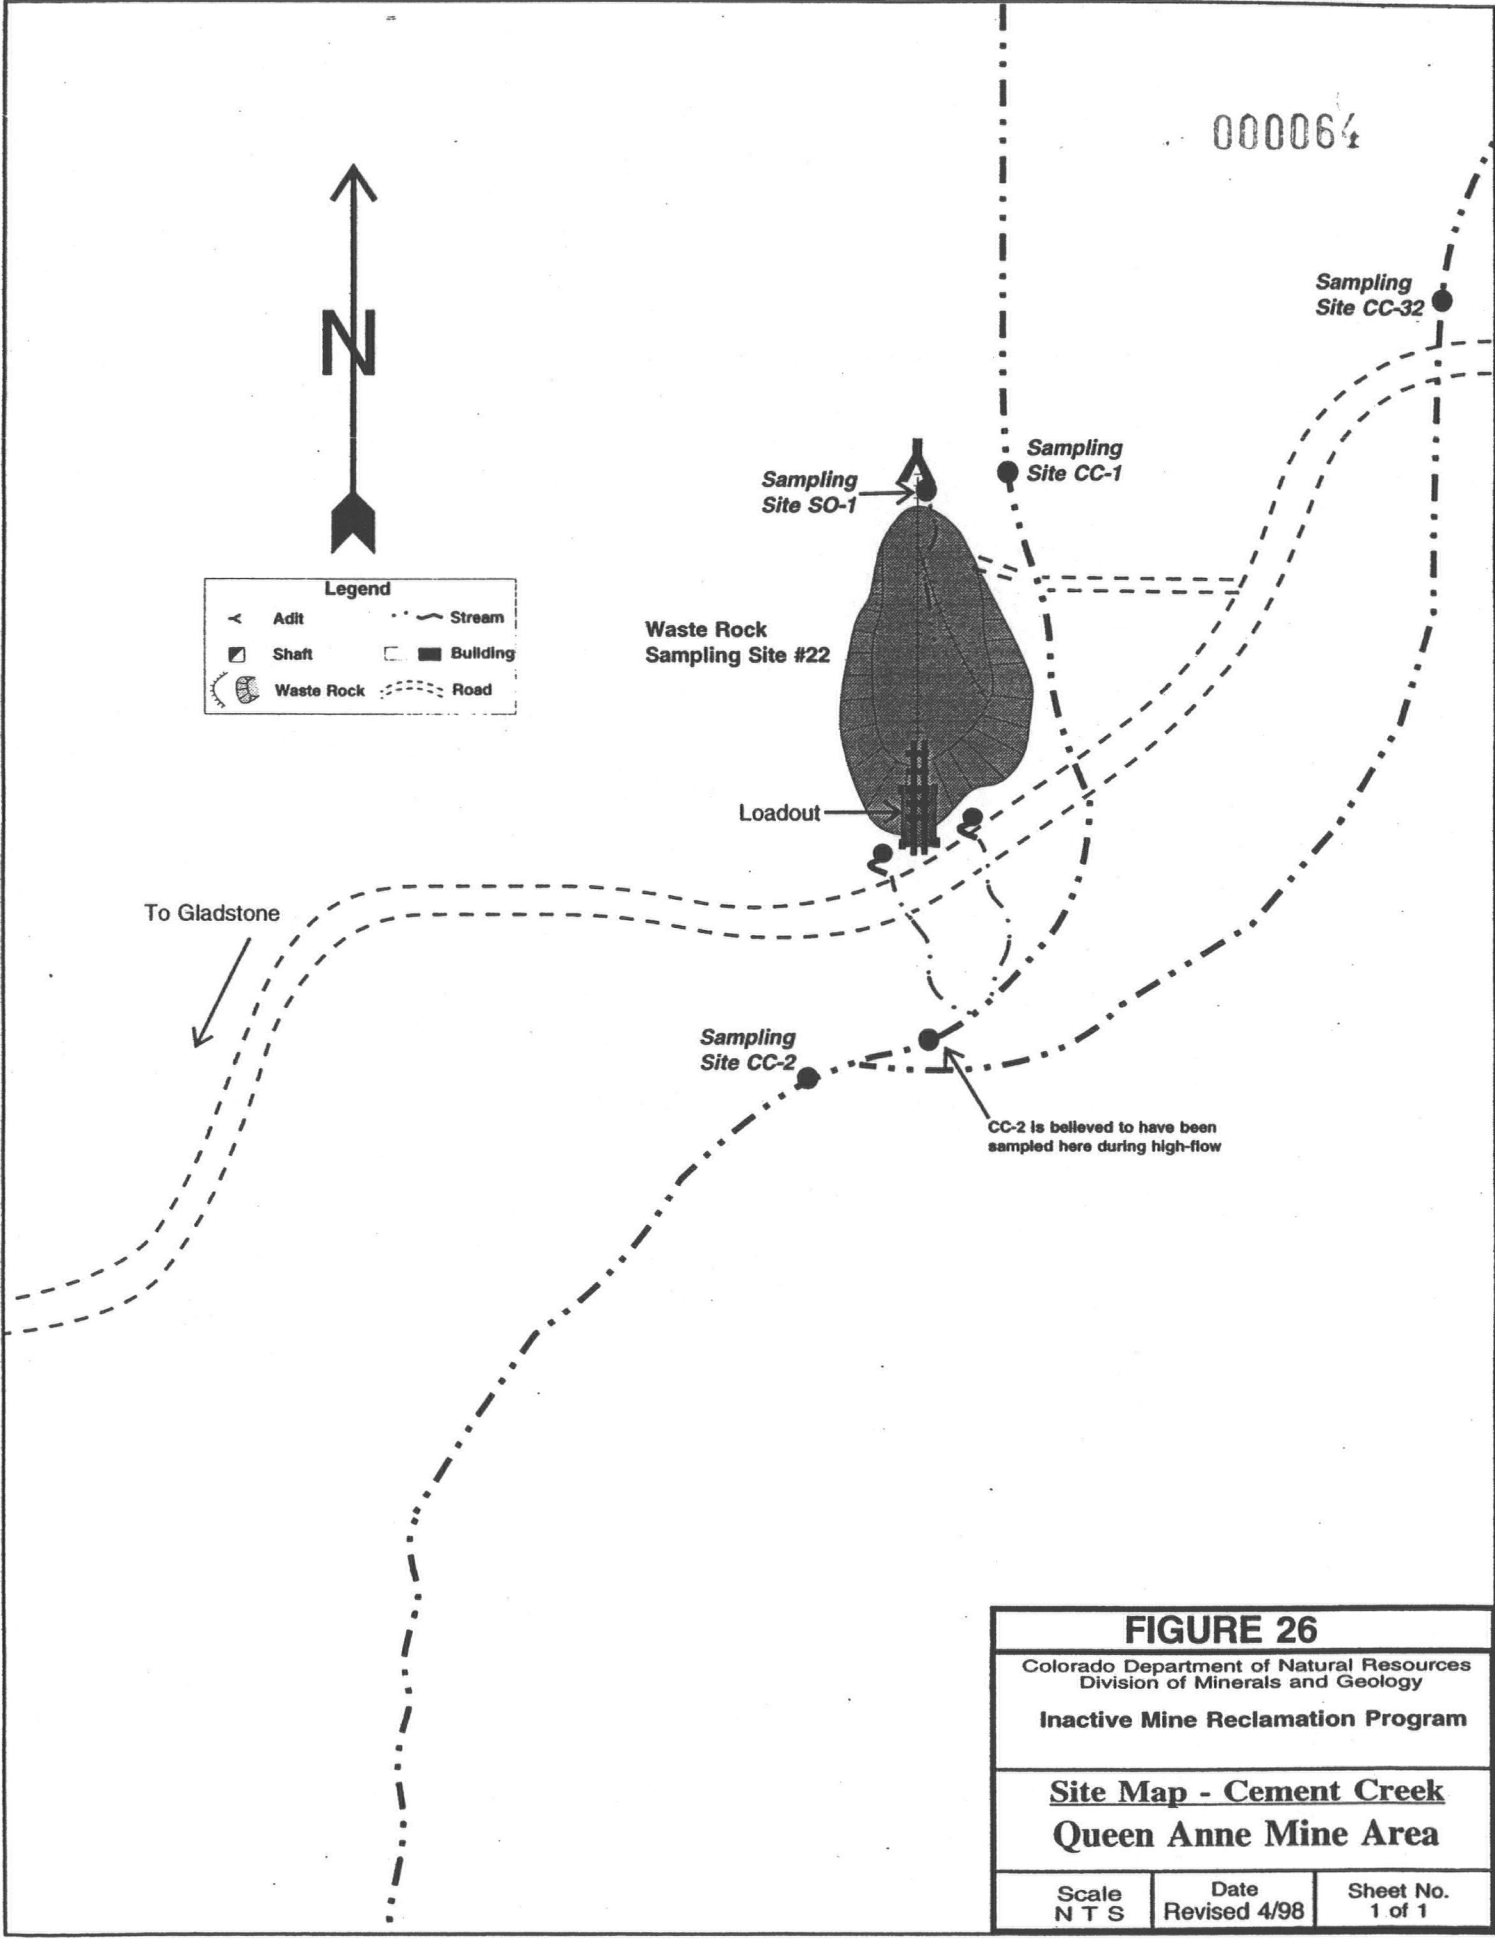 000064
Sampling
Site CC-32
N
Sampling
Site CC-1
Sampling
Site SO-1
Legend
Adit
Stream
Shaft
Building
Waste Rock
Road
Waste Rock
Sampling Site #22
Loadout
To Gladstone
Sampling
Site CC-2
CC-2 is believed to have been
sampled here during high-flow
FIGURE 26
Colorado Department of Natural Resources
Division of Minerals and Geology
Inactive Mine Reclamation Program
Site Map - Cement Creek
Queen Anne Mine Area
Scale
N T S
Date
Revised 4/98
Sheet No.
1 of 1